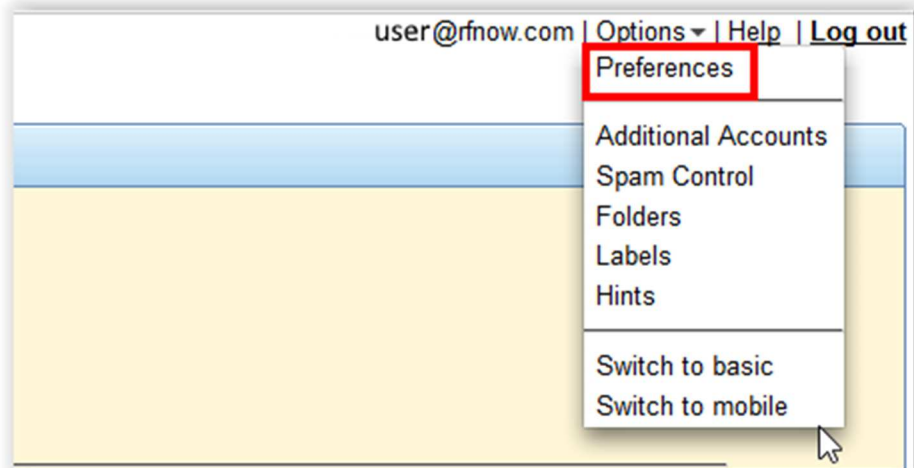 user@rfnow.com | Options | Help | Log out
Preferences
Additional Accounts
Spam Control
Folders
Labels
Hints
Switch to basic
Switch to mobile